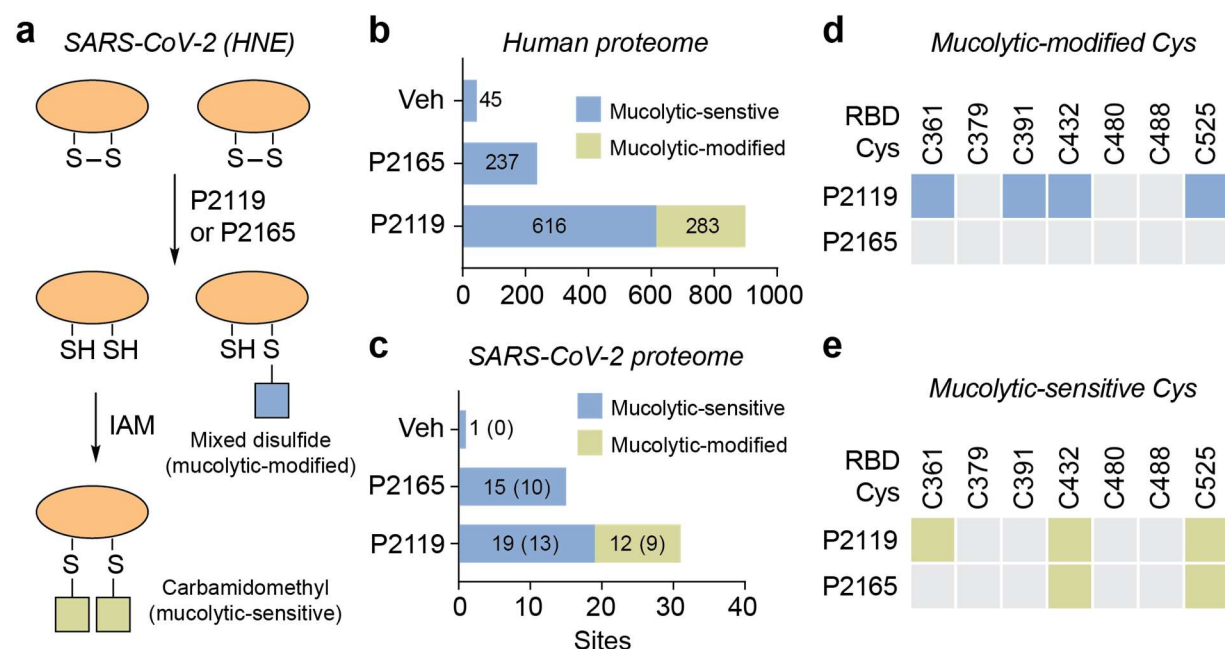 a
SARS-CoV-2 (HNE)
S–S
S–S
P2119
or P2165
SH SH
SH S
IAM
Mixed disulfide
(mucolytic-modified)
S S
Carbamidomethyl
(mucolytic-sensitive)
b
Human proteome
Veh
45
Mucolytic-senstive
Mucolytic-modified
P2165
237
P2119
616
283
0 200 400 600 800 1000
c
SARS-CoV-2 proteome
Veh
1 (0)
Mucolytic-sensitive
Mucolytic-modified
P2165
15 (10)
P2119
19 (13)
12 (9)
0 20 40
Sites
d
Mucolytic-modified Cys
RBD
Cys
C361 C379 C391 C432 C480 C488 C525
P2119
P2165
e
Mucolytic-sensitive Cys
RBD
Cys
C361 C379 C391 C432 C480 C488 C525
P2119
P2165